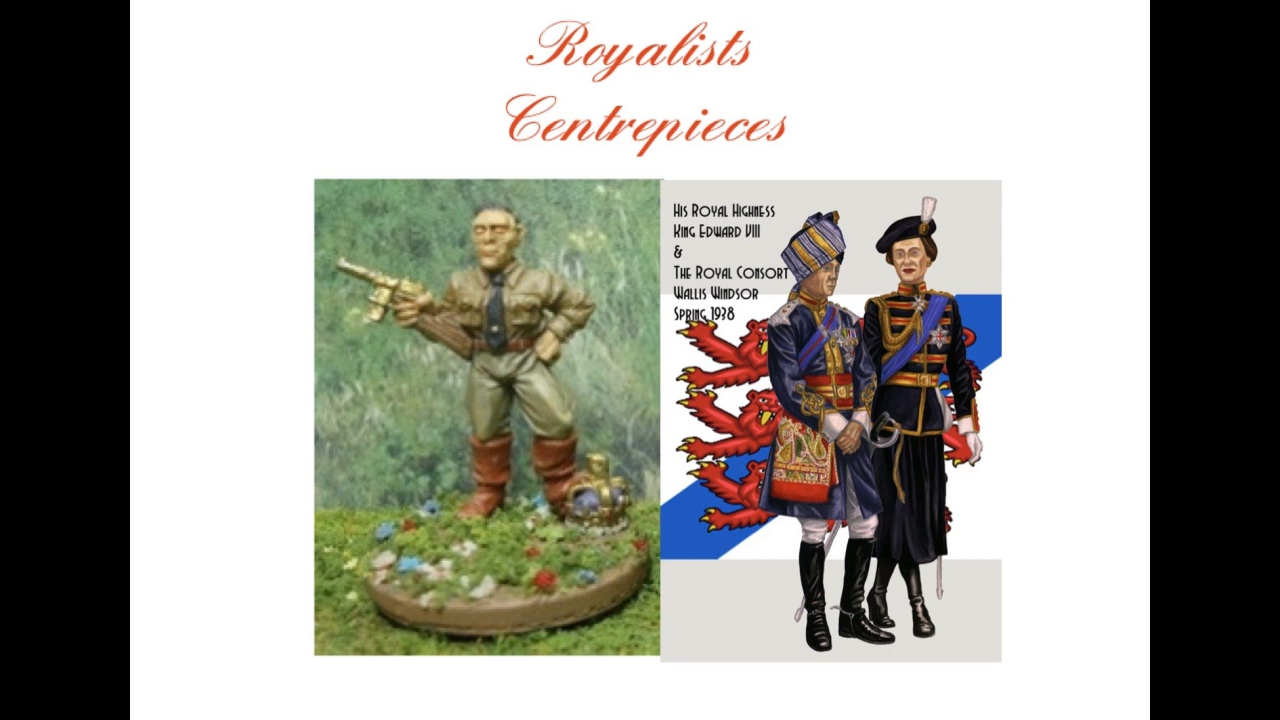 Royalists
Centrepieces
His Royal Highness
King Edward VIII
&
The Royal Consort
Wallis Windsor
Spring 1938